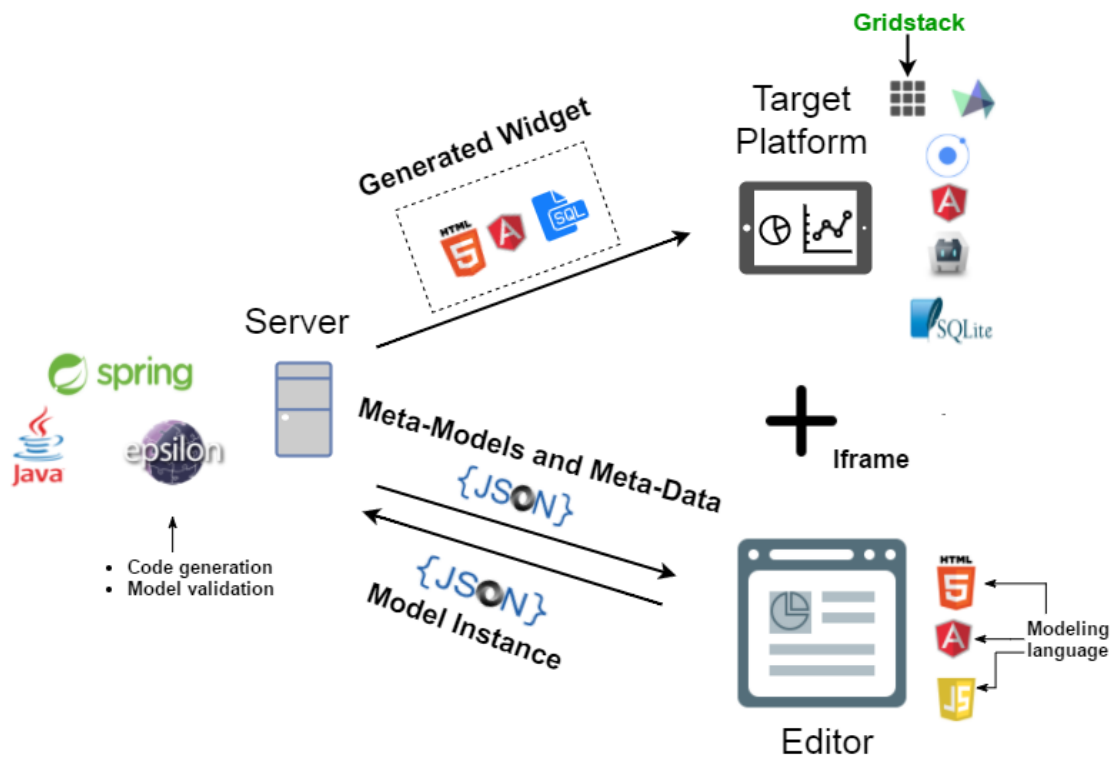 Gridstack
Target
Platform
Generated Widget
HTML
5
A
SQL
A
SQLite
Server
spring
Java
epsilon
Meta-Models and Meta-Data
{JSON}
Iframe
• Code generation
• Model validation
{JSON}
Model Instance
HTML
5
A
JS
Modeling
language
Editor